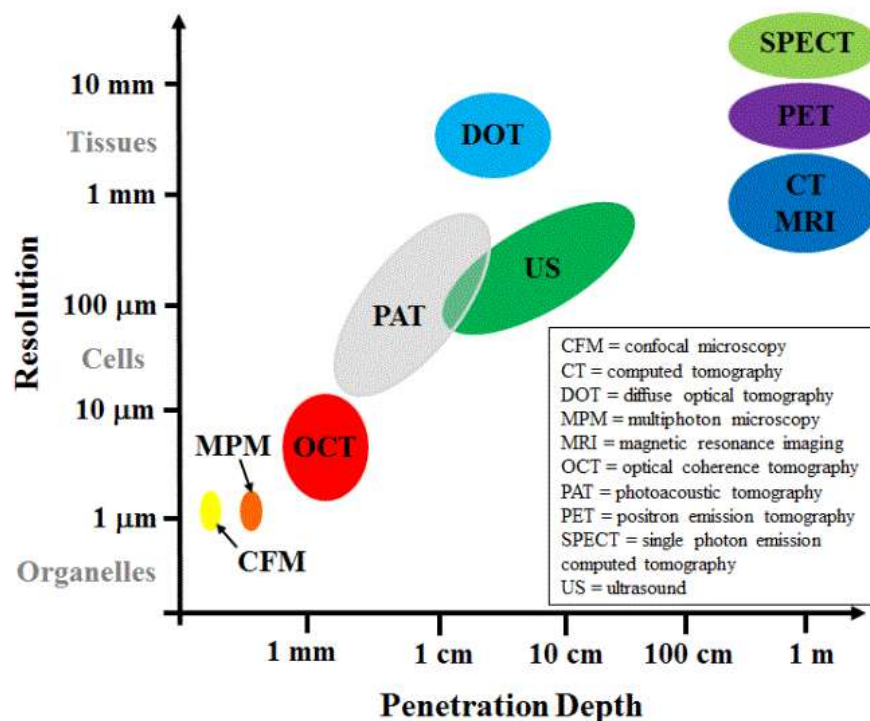 SPECT
10 mm
PET
DOT
Tissues
1 mm
CT
MRI
US
Resolution
100 μm
PAT
Cells
10 μm
MPM
OCT
1 μm
CFM
Organelles
CFM = confocal microscopy
CT = computed tomography
DOT = diffuse optical tomography
MPM = multiphoton microscopy
MRI = magnetic resonance imaging
OCT = optical coherence tomography
PAT = photoacoustic tomography
PET = positron emission tomography
SPECT = single photon emission
computed tomography
US = ultrasound
1 mm 1 cm 10 cm 100 cm 1 m
Penetration Depth